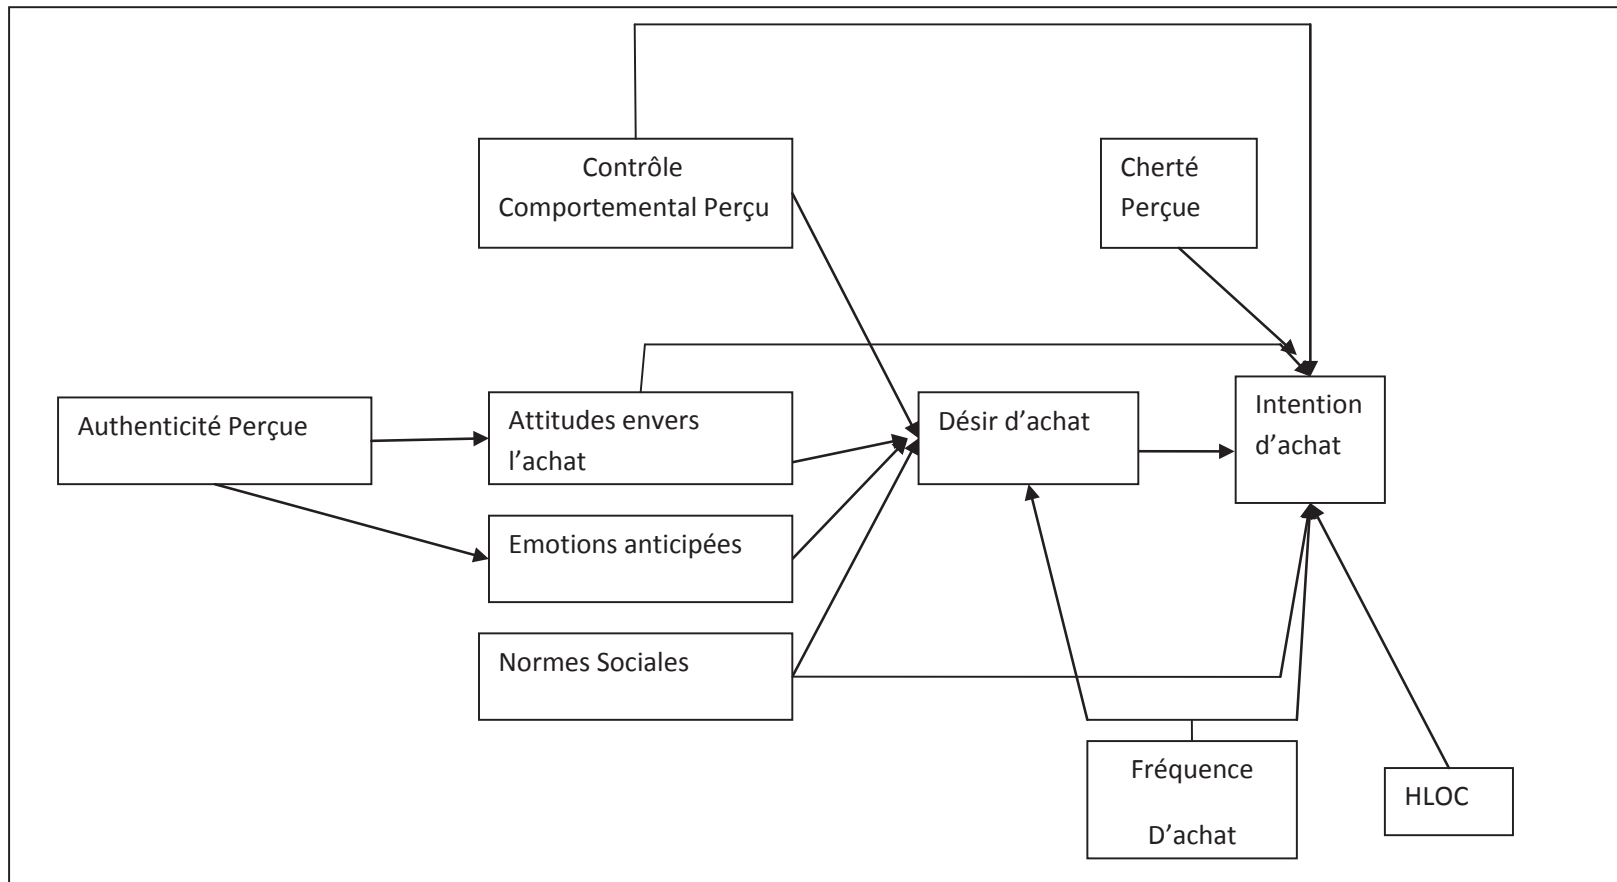 Contrôle
Comportemental Perçu
Cherté
Perçue
Authenticité Perçue
Attitudes envers
l’achat
Désir d’achat
Intention
d’achat
Emotions anticipées
Normes Sociales
Fréquence
D’achat
HLOC